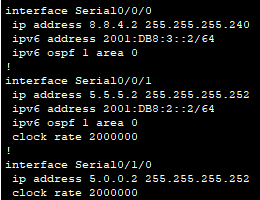 interface Serial0/0/0
ip address 8.8.4.2 255.255.255.240
ipv6 address 2001:DB8:3::2/64
ipv6 ospf 1 area 0
!
interface Serial0/0/1
ip address 5.5.5.2 255.255.255.252
ipv6 address 2001:DB8:2::2/64
ipv6 ospf 1 area 0
clock rate 2000000
!
interface Serial0/1/0
ip address 5.0.0.2 255.255.255.252
clock rate 2000000